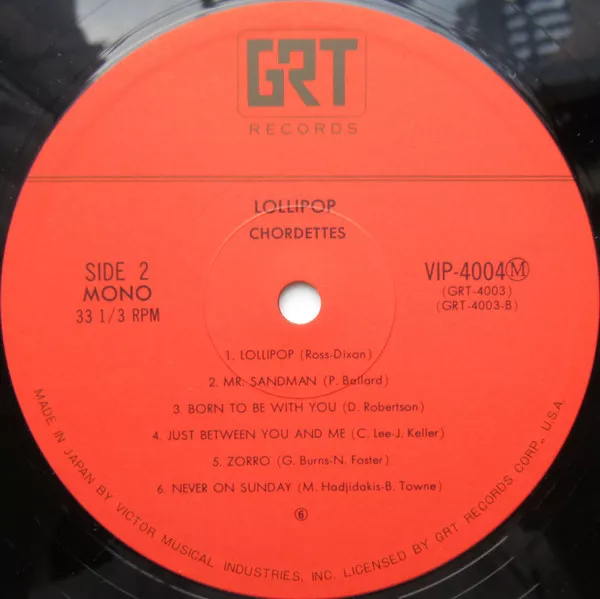 GRT
RECORDS
LOLLIPOP
CHORDETTES
SIDE 2
MONO
33 1/3 RPM
VIP-4004Ⓜ
(GRT-4003)
(GRT-4003-B)
1. LOLLIPOP (Ross-Dixon)
2. MR. SANDMAN (P. Ballard)
3. BORN TO BE WITH YOU (D. Robertson)
4. JUST BETWEEN YOU AND ME (C. Lee-J. Keller)
5. ZORRO (G. Burns-N. Foster)
6. NEVER ON SUNDAY (M. Hadjidakis-B. Towne)
⑥
MADE IN JAPAN BY VICTOR MUSICAL INDUSTRIES, INC. LICENSED BY GRT RECORDS CORP., U.S.A.